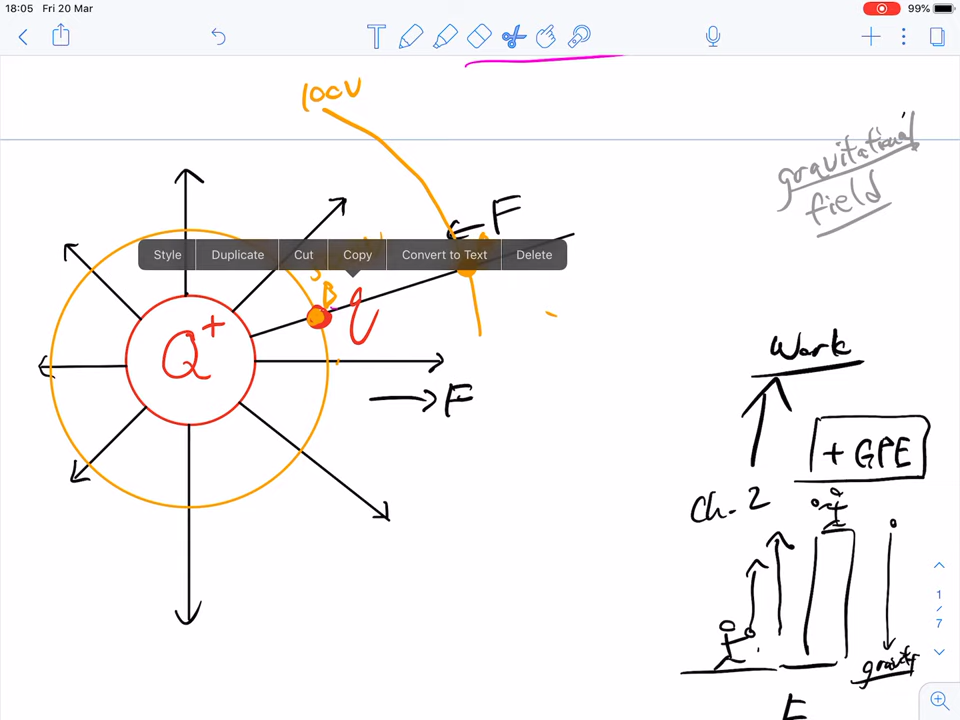 18:05 Fri 20 Mar
99%
T
100V
gravitational
field
F
Style Duplicate Cut Copy Convert to Text Delete
B
q
Q+
F
Work
+ GPE
Ch. 2
1
/
7
gravity
F